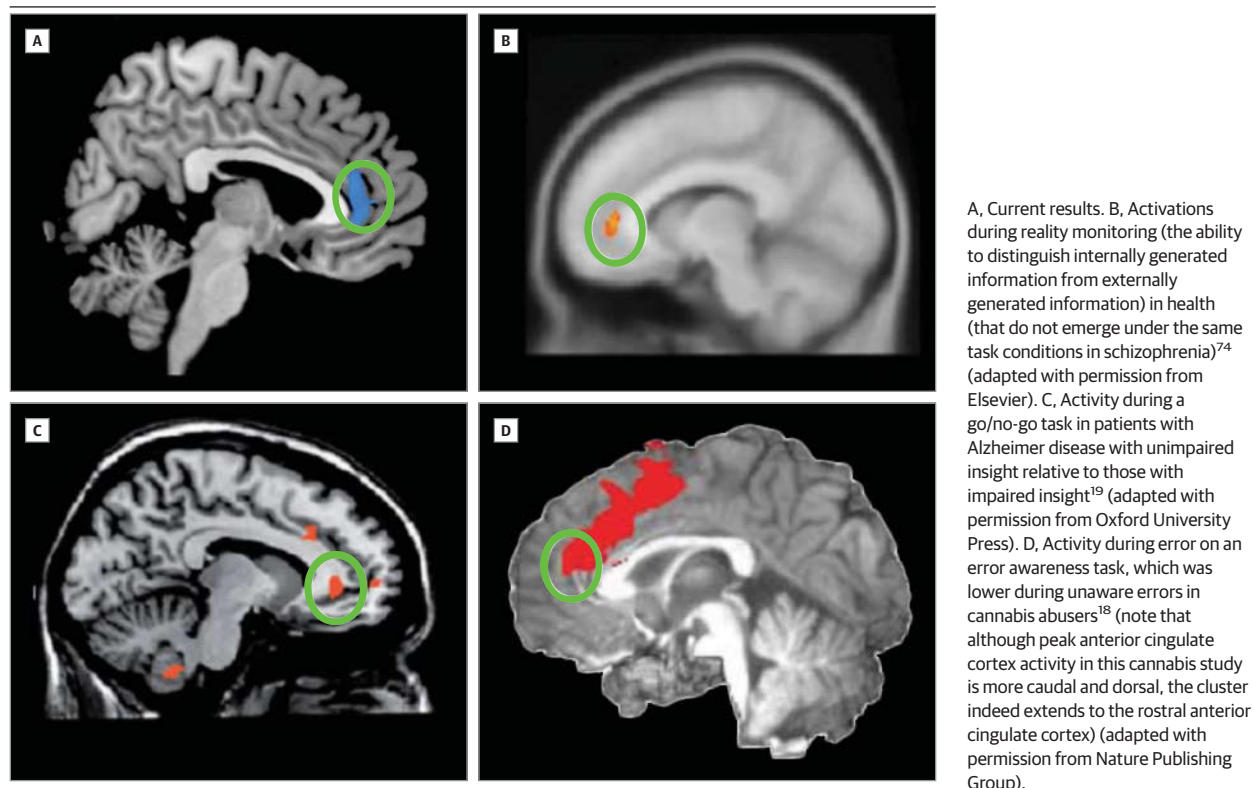 A
B
C
D
A, Current results. B, Activations
during reality monitoring (the ability
to distinguish internally generated
information from externally
generated information) in health
(that do not emerge under the same
task conditions in schizophrenia)74
(adapted with permission from
Elsevier). C, Activity during a
go/no-go task in patients with
Alzheimer disease with unimpaired
insight relative to those with
impaired insight19 (adapted with
permission from Oxford University
Press). D, Activity during error on an
error awareness task, which was
lower during unaware errors in
cannabis abusers18 (note that
although peak anterior cingulate
cortex activity in this cannabis study
is more caudal and dorsal, the cluster
indeed extends to the rostral anterior
cingulate cortex) (adapted with
permission from Nature Publishing
Group).